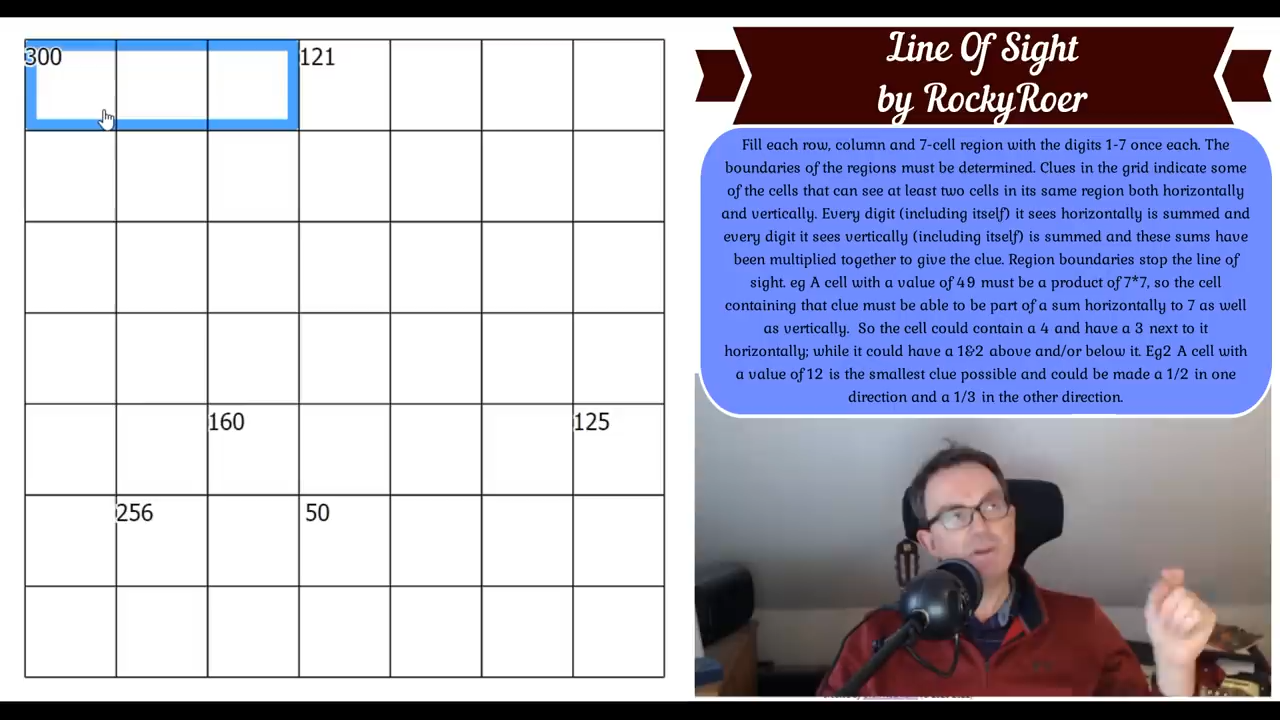 300
121
160
125
256
50
Line Of Sight
by RockyRoer
Fill each row, column and 7-cell region with the digits 1-7 once each. The
boundaries of the regions must be determined. Clues in the grid indicate some
of the cells that can see at least two cells in its same region both horizontally
and vertically. Every digit (including itself) it sees horizontally is summed and
every digit it sees vertically (including itself) is summed and these sums have
been multiplied together to give the clue. Region boundaries stop the line of
sight. eg A cell with a value of 49 must be a product of 7*7, so the cell
containing that clue must be able to be part of a sum horizontally to 7 as well
as vertically.  So the cell could contain a 4 and have a 3 next to it
horizontally; while it could have a 1&2 above and/or below it. Eg2 A cell with
a value of 12 is the smallest clue possible and could be made a 1/2 in one
direction and a 1/3 in the other direction.